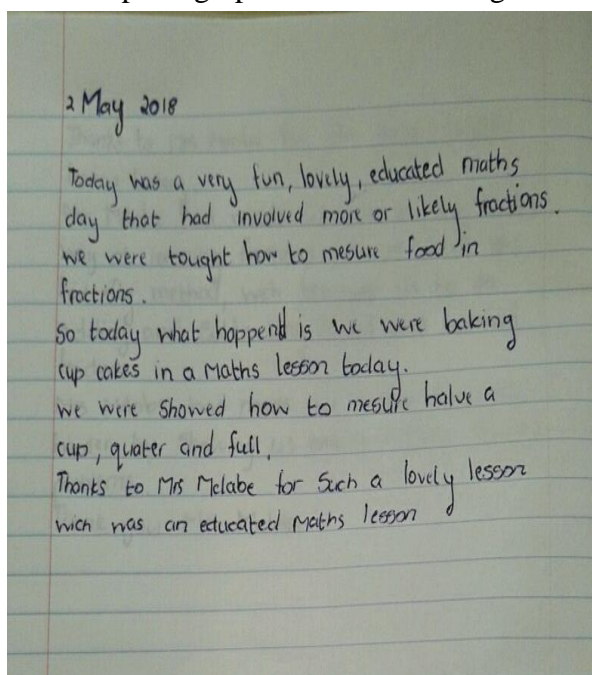 2 May 2018
Today was a very fun, lovely, educated maths
day that had involved more or likely fractions.
we were tought how to mesure food in
fractions.
So today what happend is we were baking
cup cakes in a Maths lesson today.
we were showed how to mesure halve a
cup, quater and full,
Thanks to Mrs Mclabe for such a lovely lesson
wich was an educated Maths lesson